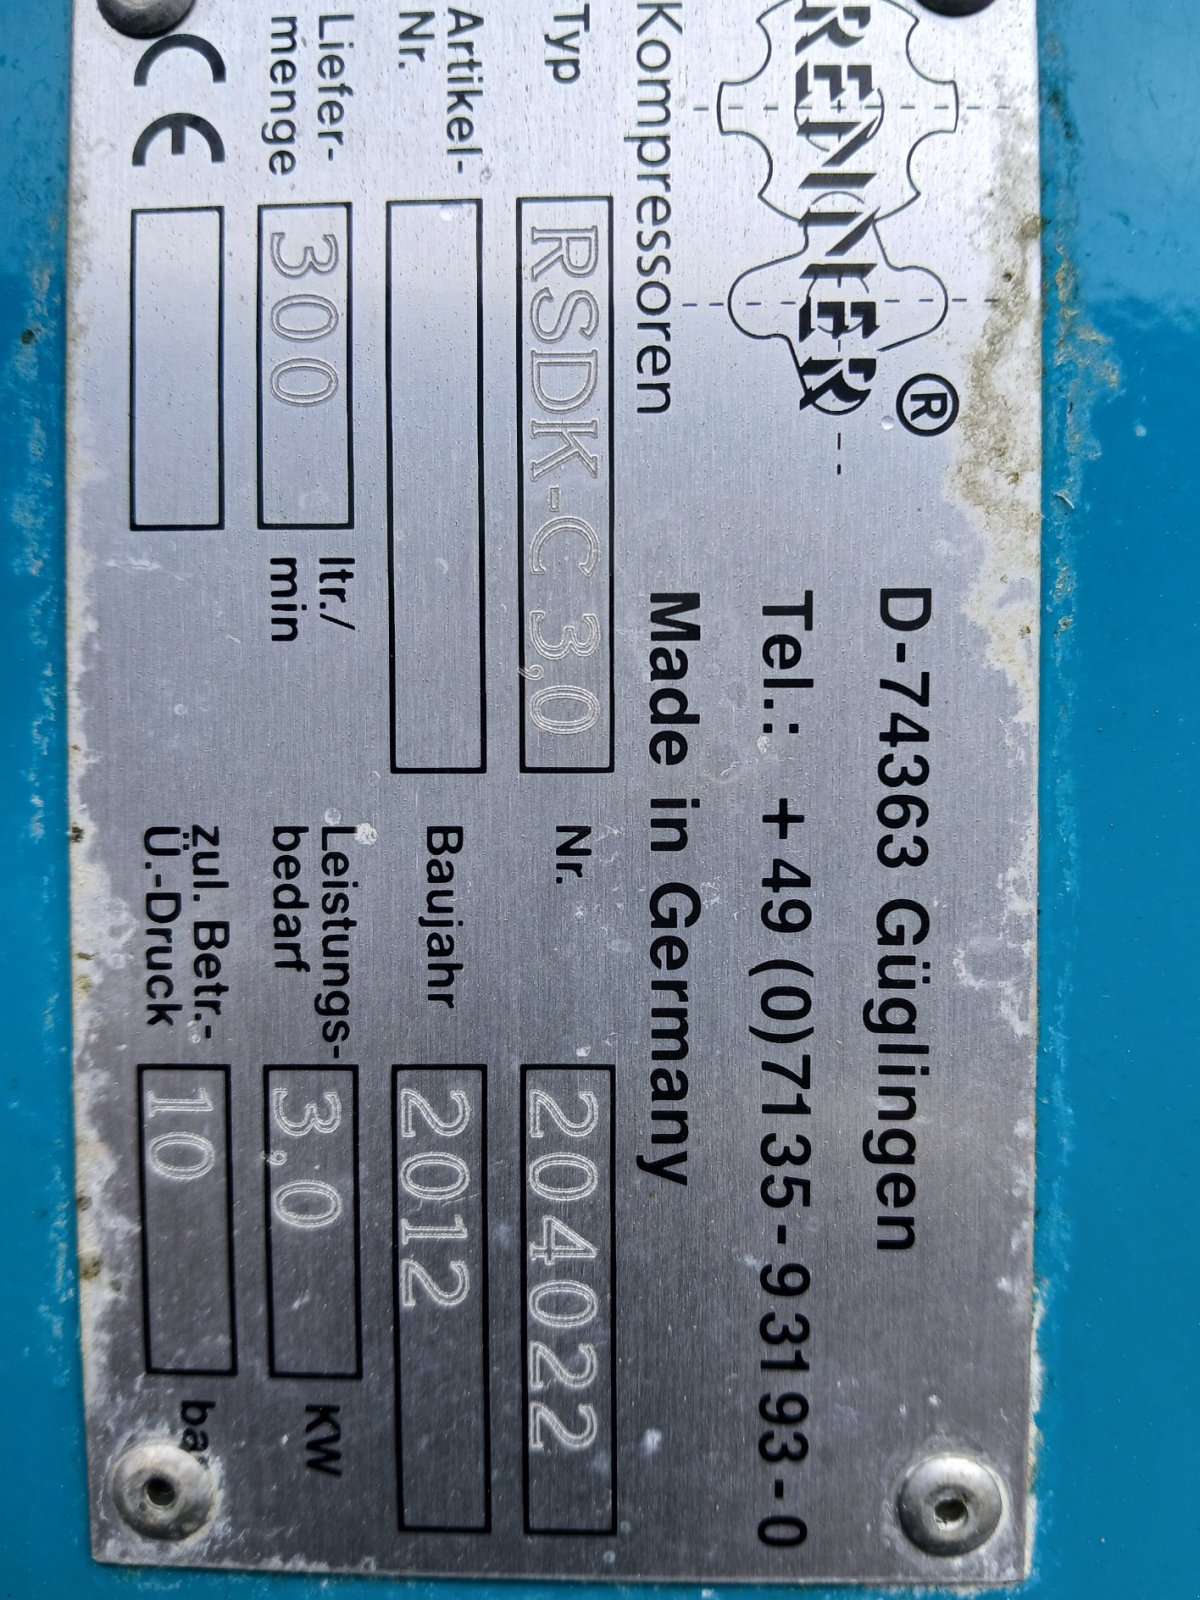 RENNER®
Kompressoren
D-74363 Güglingen
Tel.: +49 (0)7135-93193-0
Made in Germany
Typ RSDK-C 3,0 Nr. 204022
Artikel-
Nr.
Baujahr 2012
Liefer-
menge 300 ltr./
min
Leistungs-
bedarf 3,0 KW
CE
zul. Betr.-
Ü.-Druck 10 bar